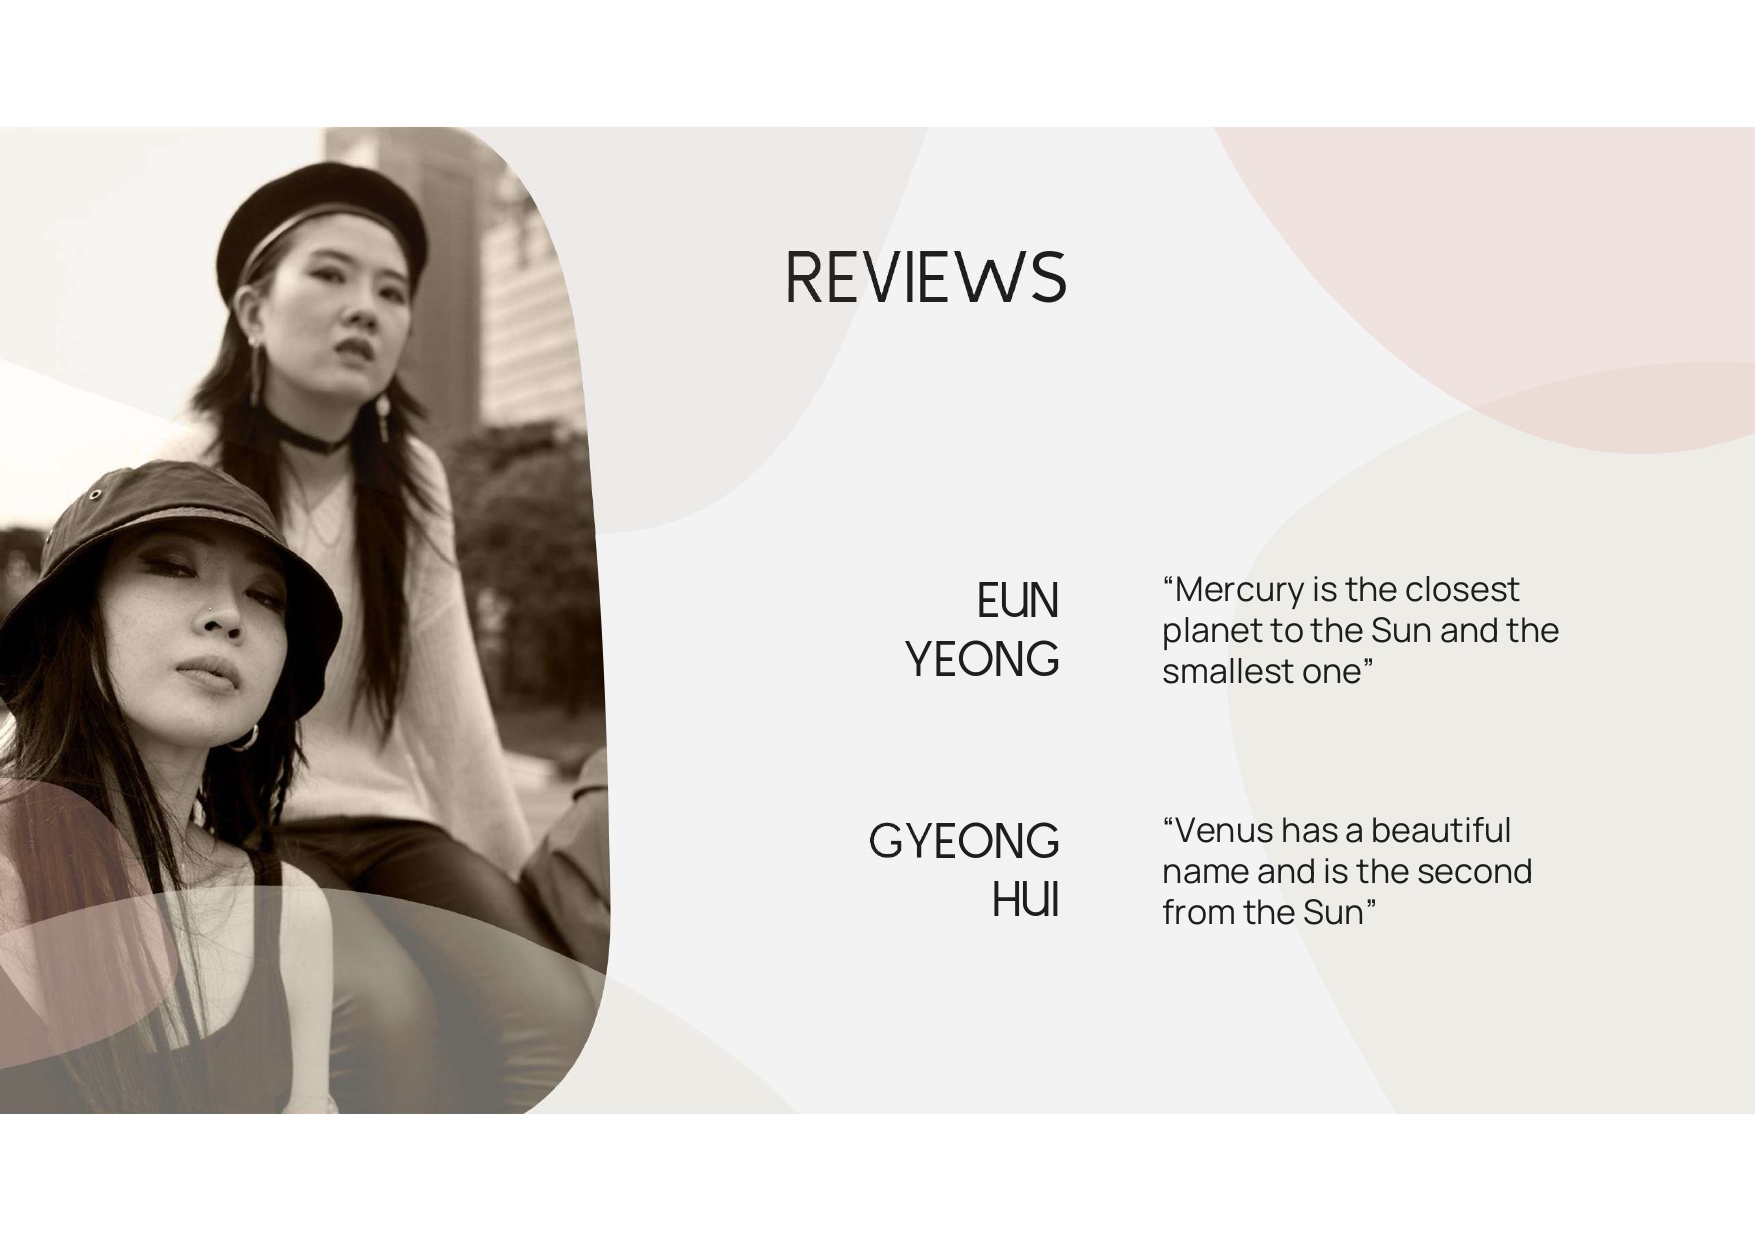 REVIEWS
EUN
YEONG
“Mercury is the closest
planet to the Sun and the
smallest one”
GYEONG
HUI
“Venus has a beautiful
name and is the second
from the Sun”